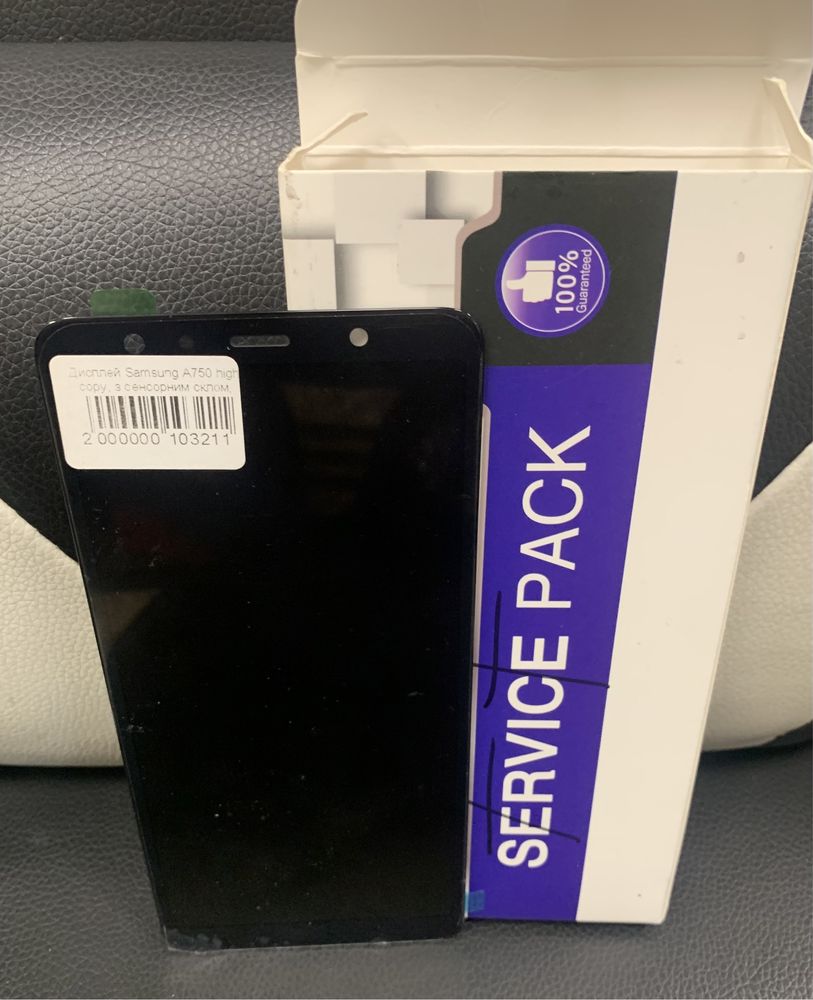 Дисплей Samsung A750 high
copy, з сенсорним склом,
2 000000 103211
100%
Guaranteed
SERVICE PACK